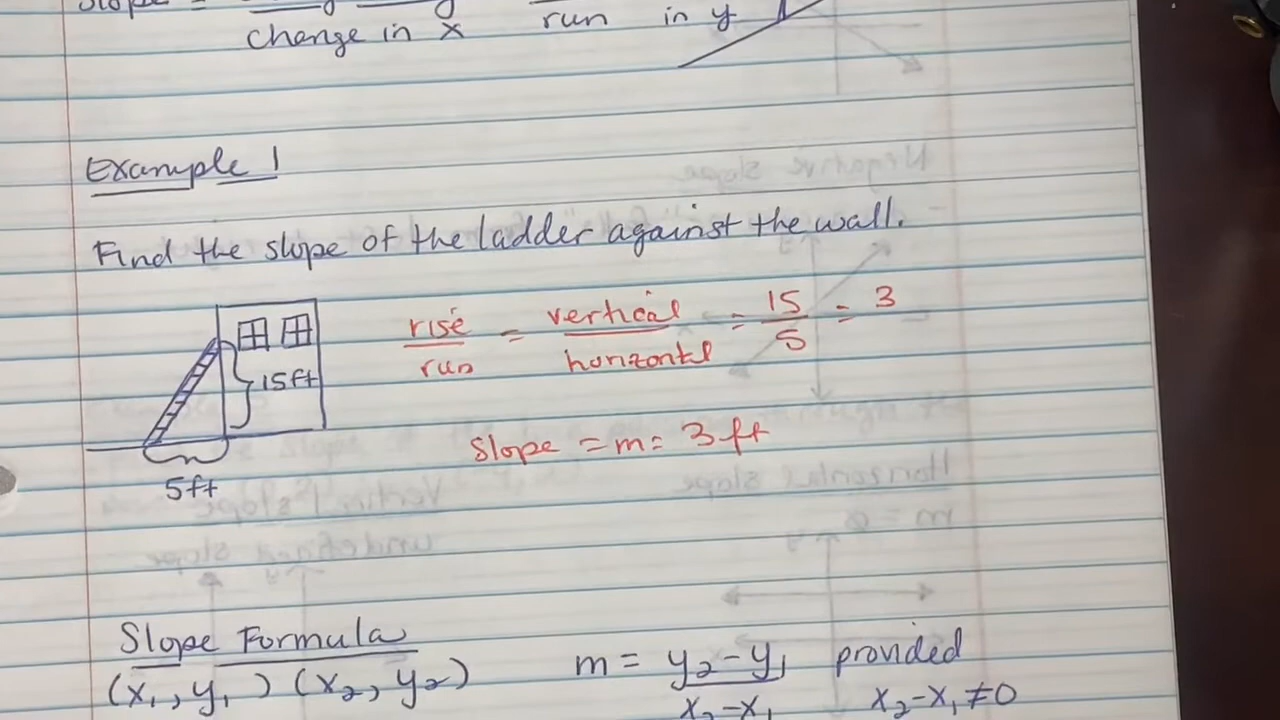 change in x run in y
Example 1
Find the slope of the ladder against the wall.
rise/run = vertical/horizontal = 15/5 = 3
15ft
Slope = m = 3 ft
5ft
Slope Formula
(x₁, y₁) (x₂, y₂) m = y₂-y₁/x₂-x₁ provided
x₂-x₁≠0